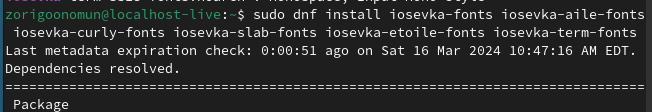 zorigoonomun@localhost-live:~$ sudo dnf install iosevka-fonts iosevka-aile-fonts
iosevka-curly-fonts iosevka-slab-fonts iosevka-etoile-fonts iosevka-term-fonts
Last metadata expiration check: 0:00:51 ago on Sat 16 Mar 2024 10:47:16 AM EDT.
Dependencies resolved.
================================================================================
Package